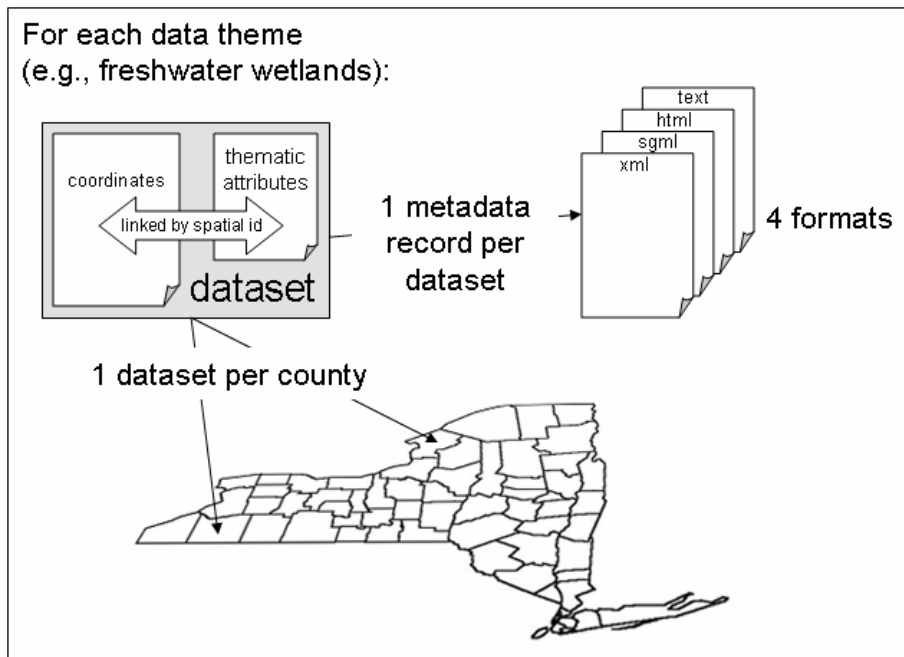 For each data theme
(e.g., freshwater wetlands):
coordinates
thematic
attributes
linked by spatial id
dataset
1 metadata
record per
dataset
text
html
sgml
xml
4 formats
1 dataset per county